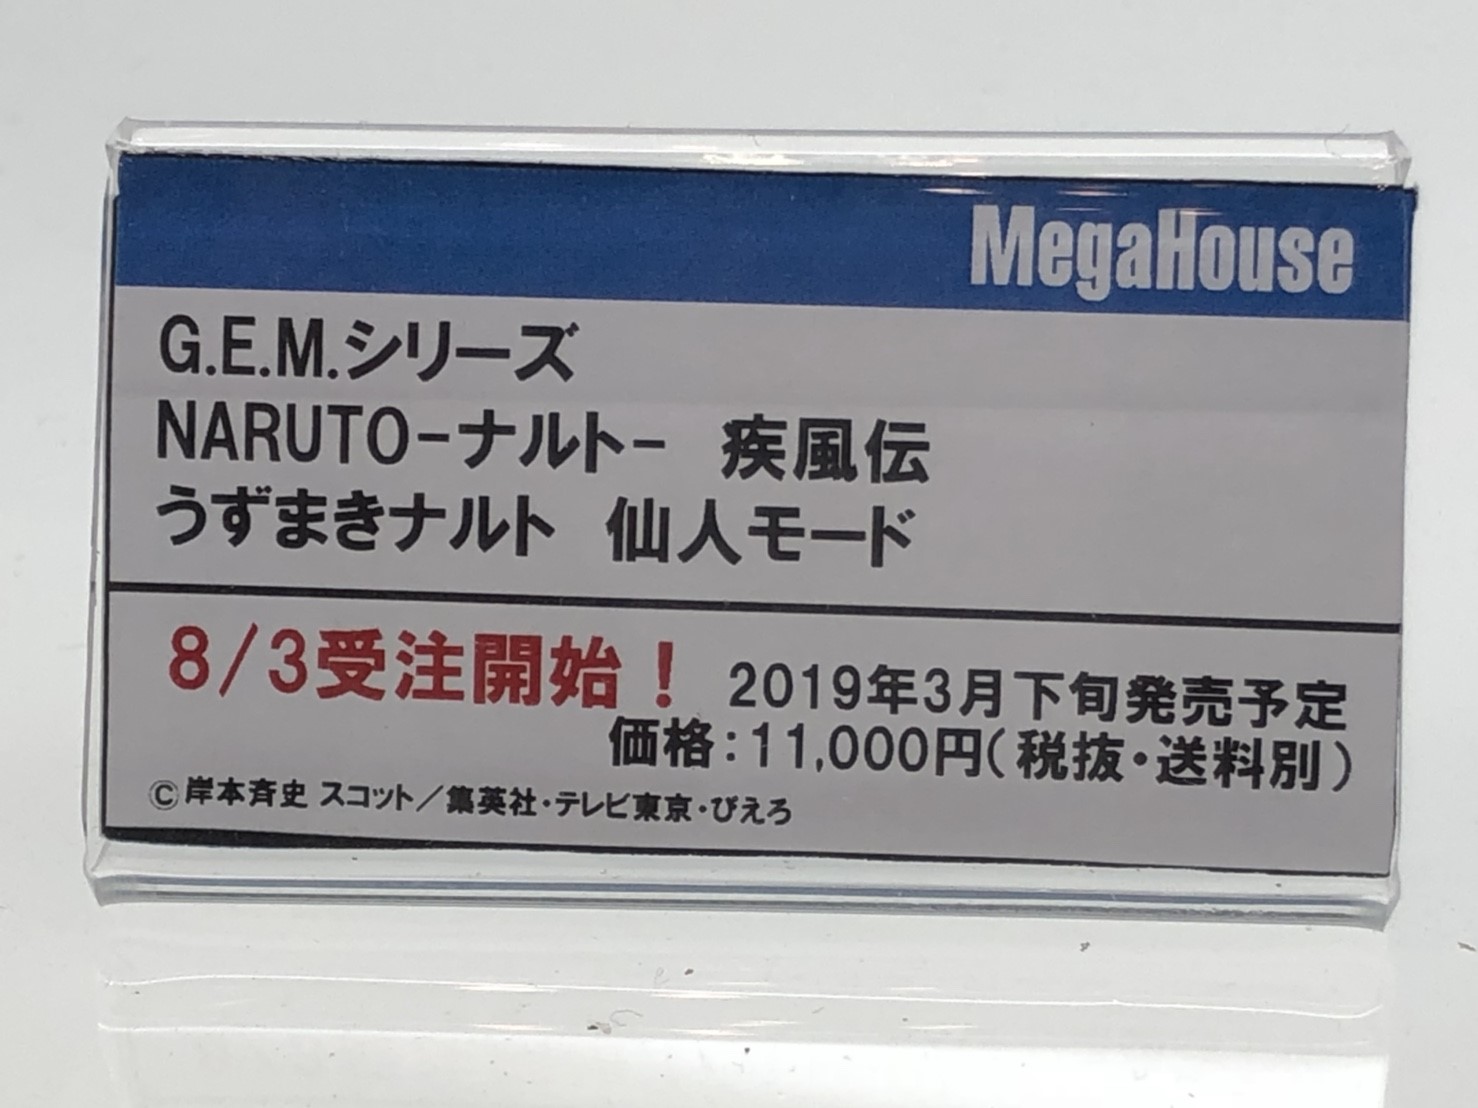 MegaHouse
G.E.M.シリーズ
NARUTO-ナルト- 疾風伝
うずまきナルト 仙人モード
8/3受注開始！ 2019年3月下旬発売予定
価格:11,000円(税抜・送料別)
©岸本斉史 スコット／集英社・テレビ東京・ぴえろ